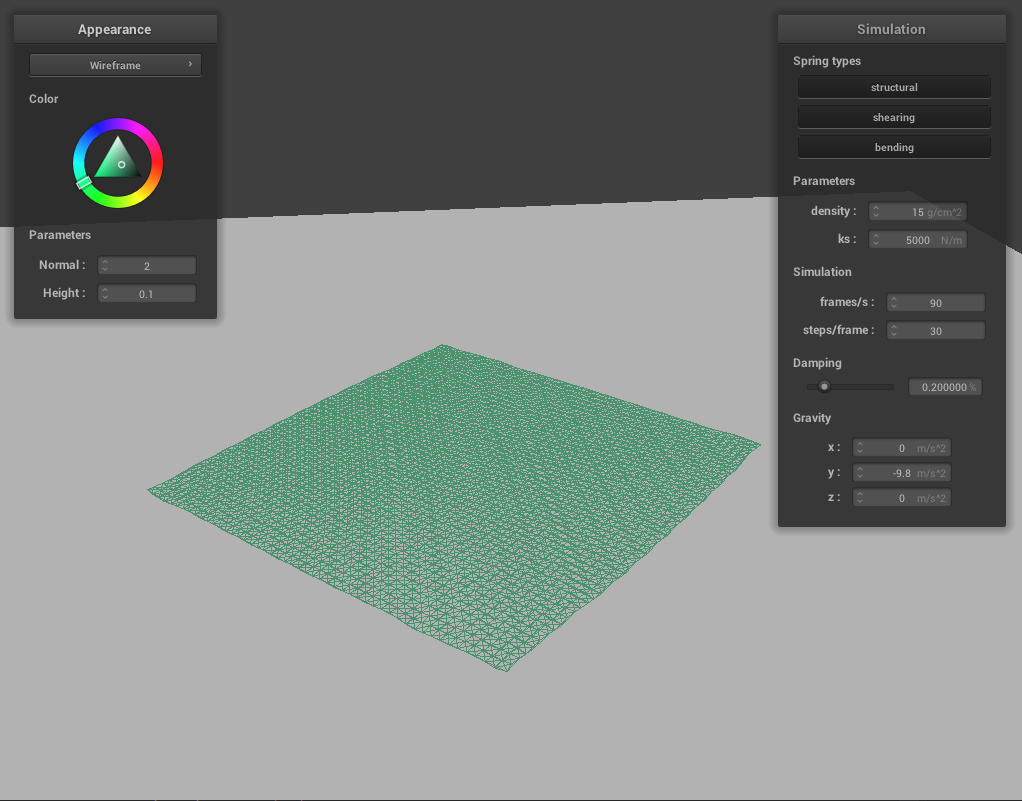 Appearance
Wireframe
Color
Parameters
Normal : 2
Height : 0.1
Simulation
Spring types
structural
shearing
bending
Parameters
density : 15 g/cm^2
ks : 5000 N/m
Simulation
frames/s : 90
steps/frame : 30
Damping
0.200000 %
Gravity
x : 0 m/s^2
y : -9.8 m/s^2
z : 0 m/s^2